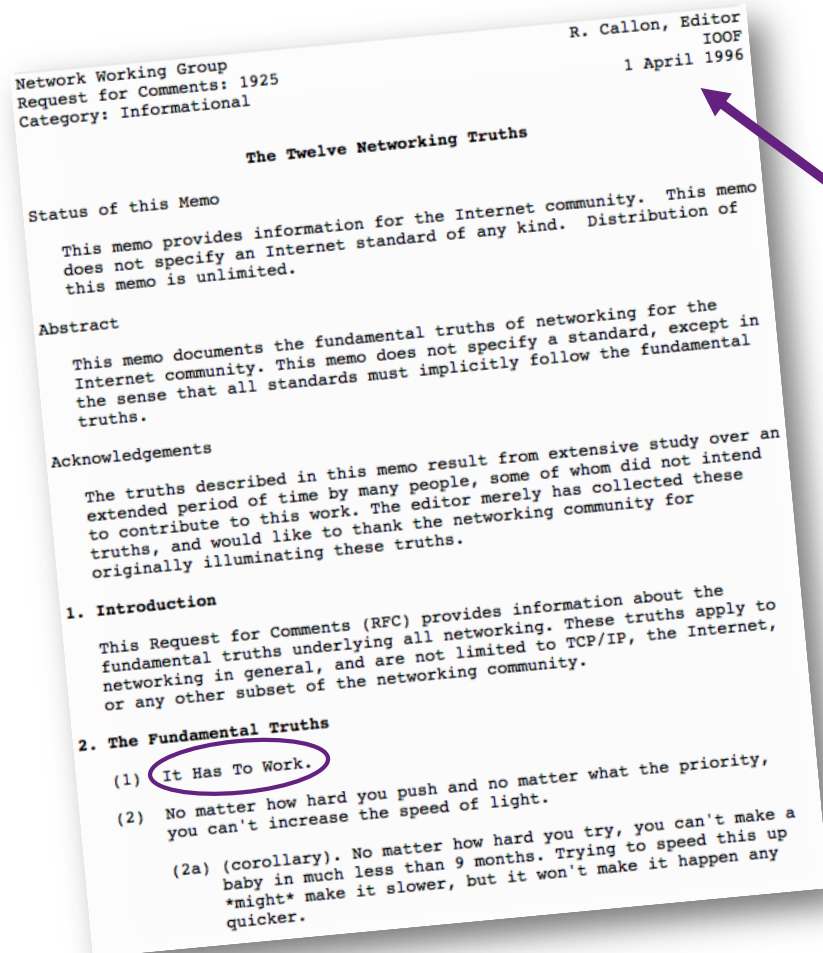 Network Working Group
R. Callon, Editor
Request for Comments: 1925
IOOF
Category: Informational
1 April 1996
The Twelve Networking Truths
Status of this Memo
This memo provides information for the Internet community.  This memo
does not specify an Internet standard of any kind.  Distribution of
this memo is unlimited.
Abstract
This memo documents the fundamental truths of networking for the
Internet community. This memo does not specify a standard, except in
the sense that all standards must implicitly follow the fundamental
truths.
Acknowledgements
The truths described in this memo result from extensive study over an
extended period of time by many people, some of whom did not intend
to contribute to this work. The editor merely has collected these
truths, and would like to thank the networking community for
originally illuminating these truths.
1. Introduction
This Request for Comments (RFC) provides information about the
fundamental truths underlying all networking. These truths apply to
networking in general, and are not limited to TCP/IP, the Internet,
or any other subset of the networking community.
2. The Fundamental Truths
(1) It Has To Work.
(2) No matter how hard you push and no matter what the priority,
you can't increase the speed of light.
(2a) (corollary). No matter how hard you try, you can't make a
baby in much less than 9 months. Trying to speed this up
*might* make it slower, but it won't make it happen any
quicker.